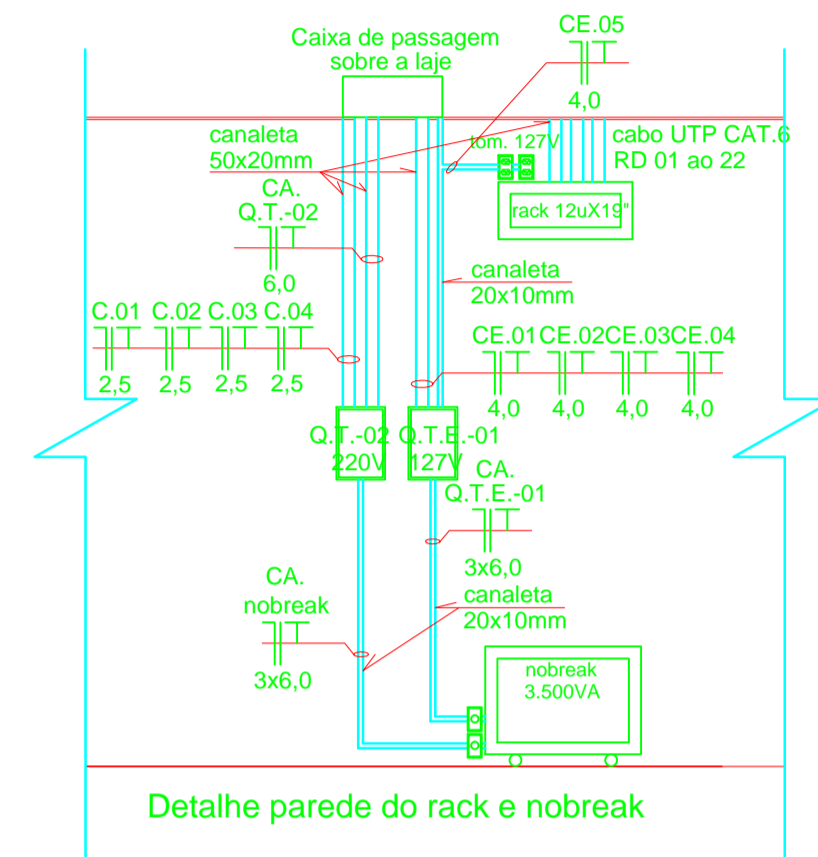 CE.05
Caixa de passagem
sobre a laje
4,0
canaleta
50x20mm
tom. 127V
cabo UTP CAT.6
RD 01 ao 22
CA.
Q.T.-02
6,0
rack 12uX19"
canaleta
20x10mm
C.01 C.02 C.03 C.04
2,5 2,5 2,5 2,5
CE.01 CE.02 CE.03 CE.04
4,0 4,0 4,0 4,0
Q.T.-02
220V
Q.T.E.-01
127V
CA.
Q.T.E.-01
3x6,0
canaleta
20x10mm
CA.
nobreak
3x6,0
nobreak
3.500VA
Detalhe parede do rack e nobreak